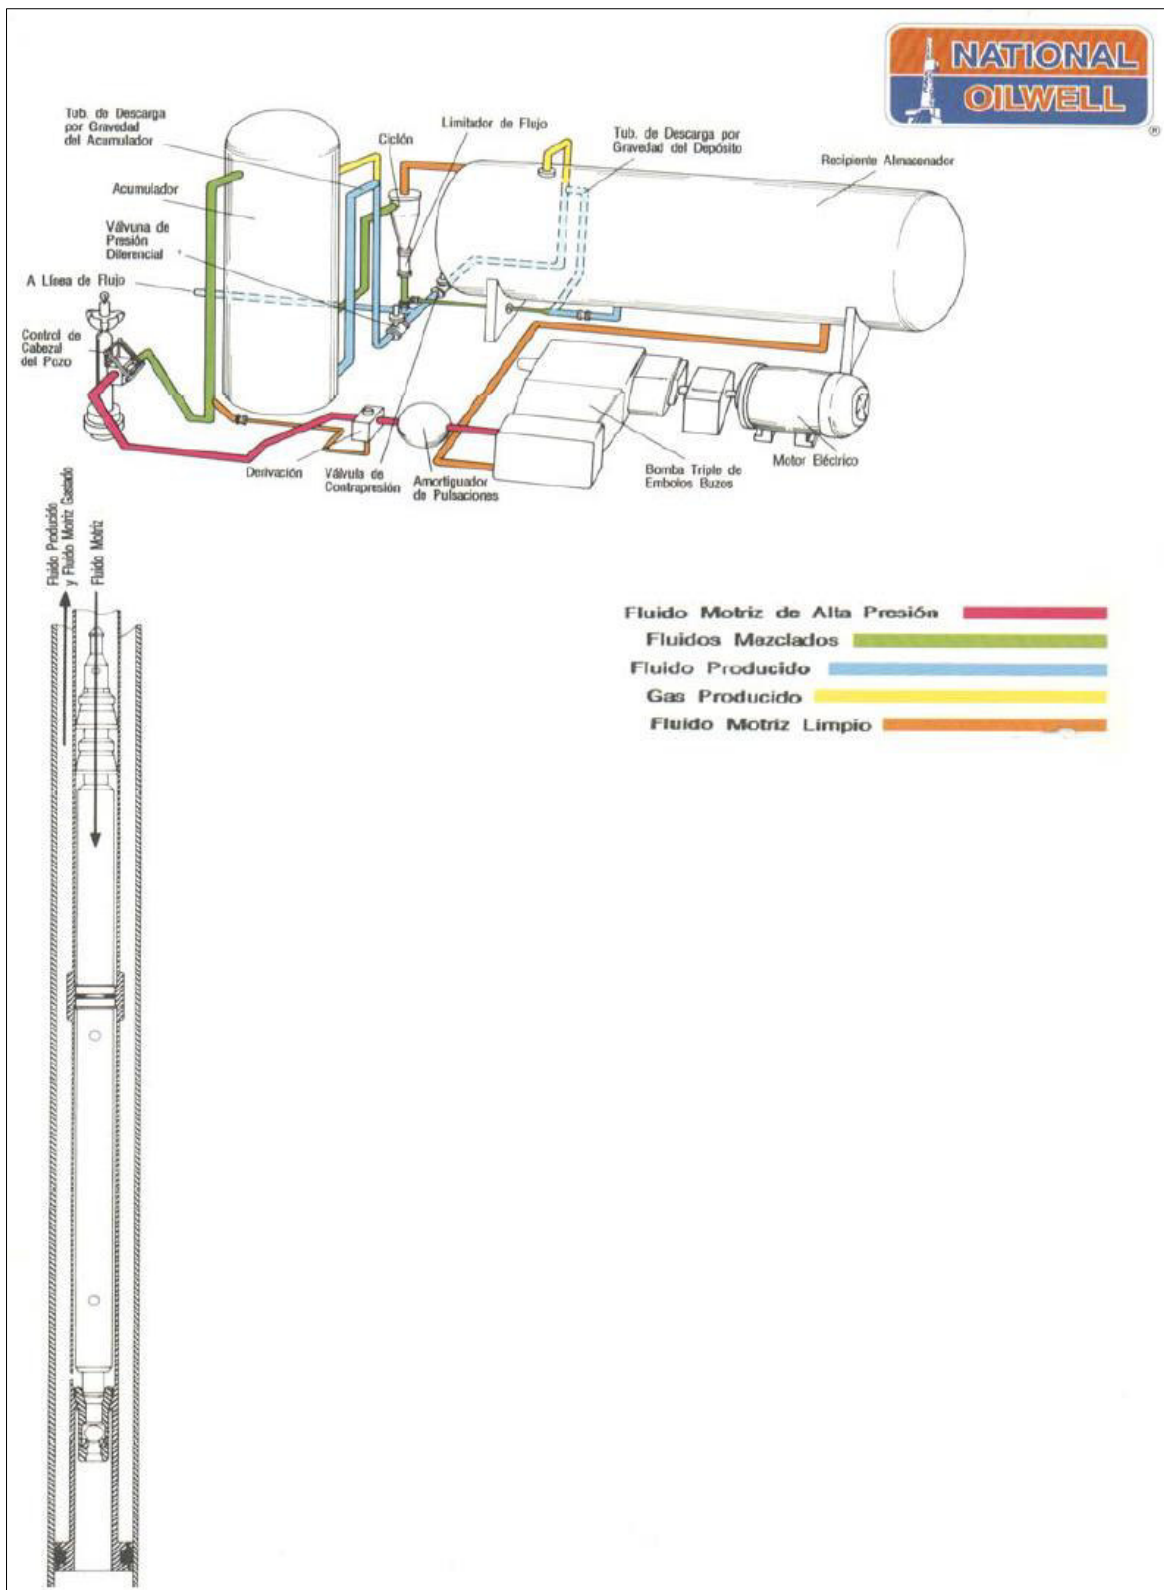 NATIONAL
OILWELL
®
Tub. de Descarga
por Gravedad
del Acumulador
Ciclón
Limitador de Flujo
Tub. de Descarga por
Gravedad del Depósito
Recipiente Almacenador
Acumulador
Válvuna de
Presión
Dilerencial
A Línea de Flujo
Control de
Cabezal
del Pozo
Derivación
Válvula de
Contrapresión
Amortiguador
de Pulsaciones
Bomba Triple de
Embolos Buzos
Motor Eléctrico
Fluido Producido
y Fluido Motriz Gastado
Fluido Motriz
Fluido Motriz de Alta Presión
Fluidos Mezclados
Fluido Producido
Gas Producido
Fluido Motriz Limpio